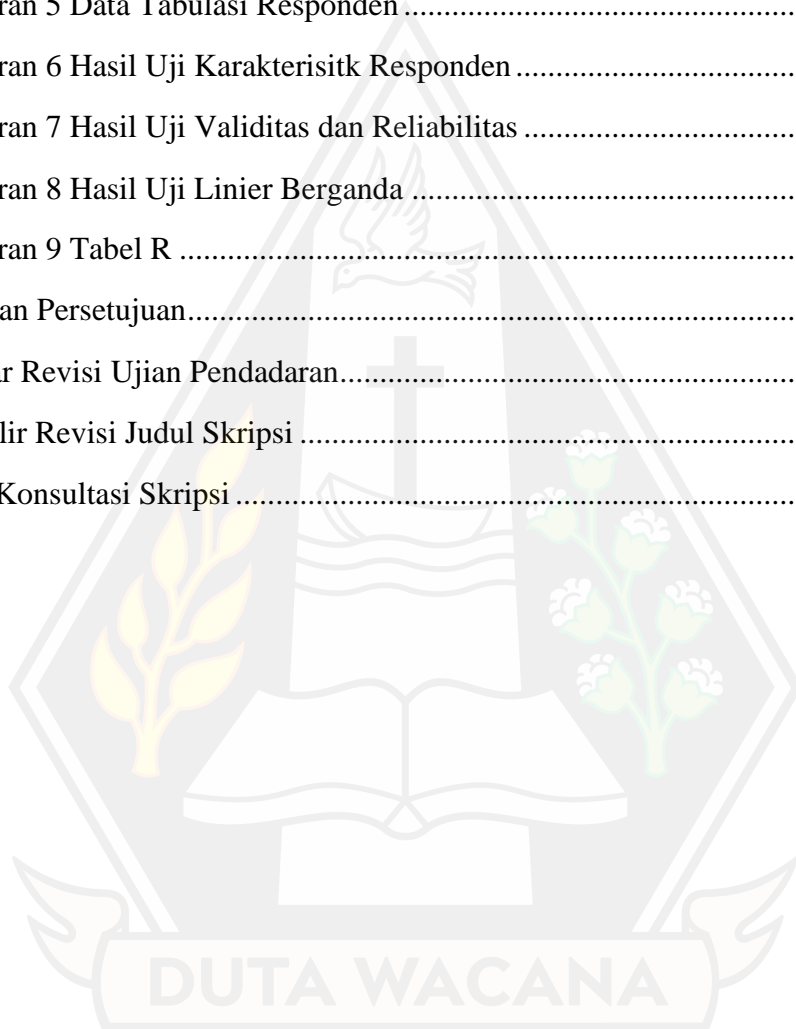 ran 5 Data Tabulasi Responden ..........................................................
ran 6 Hasil Uji Karakterisitk Responden ..........................................
ran 7 Hasil Uji Validitas dan Reliabilitas .........................................
ran 8 Hasil Uji Linier Berganda .........................................................
ran 9 Tabel R .....................................................................................
an Persetujuan....................................................................................
ar Revisi Ujian Pendadaran................................................................
lir Revisi Judul Skripsi .......................................................................
Konsultasi Skripsi ................................................................................
DUTA WACANA